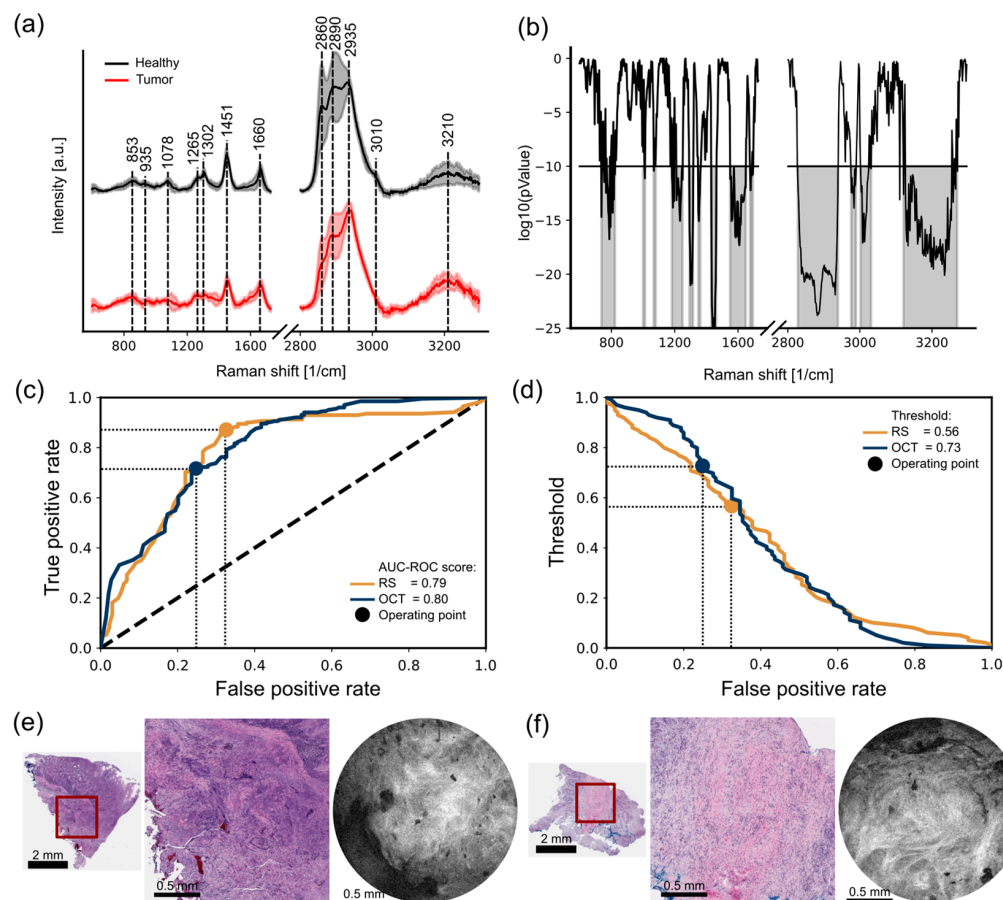 (a)
Healthy
Tumor
853
935
1078
1265
1302
1451
1660
2860
2890
2935
3010
3210
Intensity [a.u.]
800 1200 1600 2800 3000 3200
Raman shift [1/cm]
(b)
0
−5
−10
−15
−20
−25
log10(pValue)
800 1200 1600 2800 3000 3200
Raman shift [1/cm]
(c)
1.0
0.8
0.6
0.4
0.2
0.0
True positive rate
AUC-ROC score:
RS = 0.79
OCT = 0.80
Operating point
0.0 0.2 0.4 0.6 0.8 1.0
False positive rate
(d)
1.0
0.8
0.6
0.4
0.2
0.0
Threshold
Threshold:
RS = 0.56
OCT = 0.73
Operating point
0.0 0.2 0.4 0.6 0.8 1.0
False positive rate
(e)
2 mm
0.5 mm
0.5 mm
(f)
2 mm
0.5 mm
0.5 mm